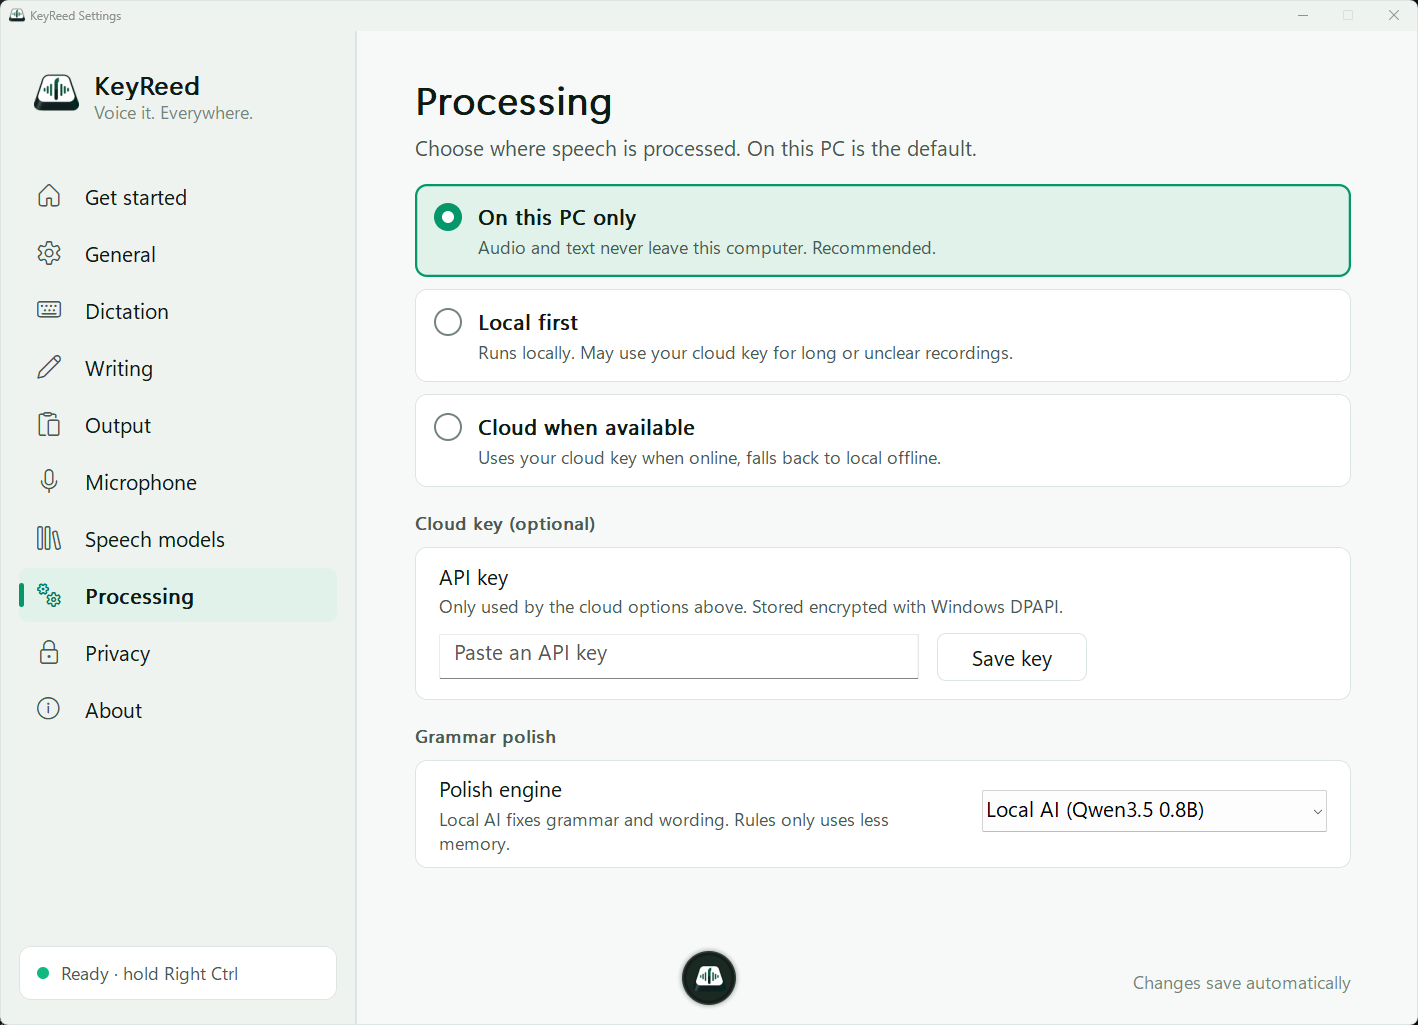 KeyReed Settings
KeyReed
Voice it. Everywhere.
Get started
General
Dictation
Writing
Output
Microphone
Speech models
Processing
Privacy
About
Ready · hold Right Ctrl
Processing
Choose where speech is processed. On this PC is the default.
On this PC only
Audio and text never leave this computer. Recommended.
Local first
Runs locally. May use your cloud key for long or unclear recordings.
Cloud when available
Uses your cloud key when online, falls back to local offline.
Cloud key (optional)
API key
Only used by the cloud options above. Stored encrypted with Windows DPAPI.
Paste an API key
Save key
Grammar polish
Polish engine
Local AI fixes grammar and wording. Rules only uses less
memory.
Local AI (Qwen3.5 0.8B)
Changes save automatically